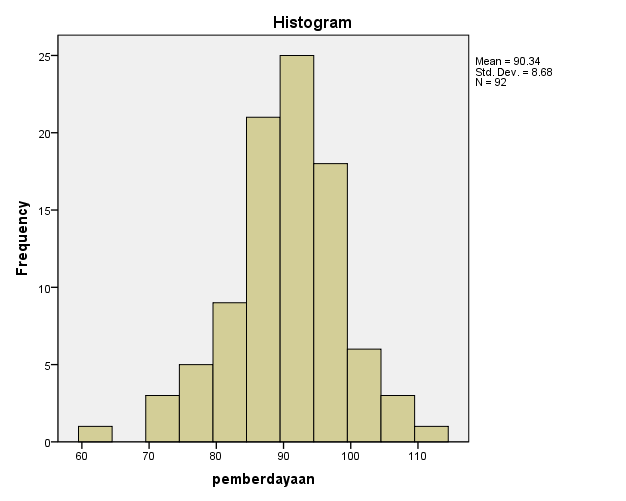 Histogram
Mean = 90.34
Std. Dev. = 8.68
N = 92
25
20
15
10
5
0
Frequency
60 70 80 90 100 110
pemberdayaan